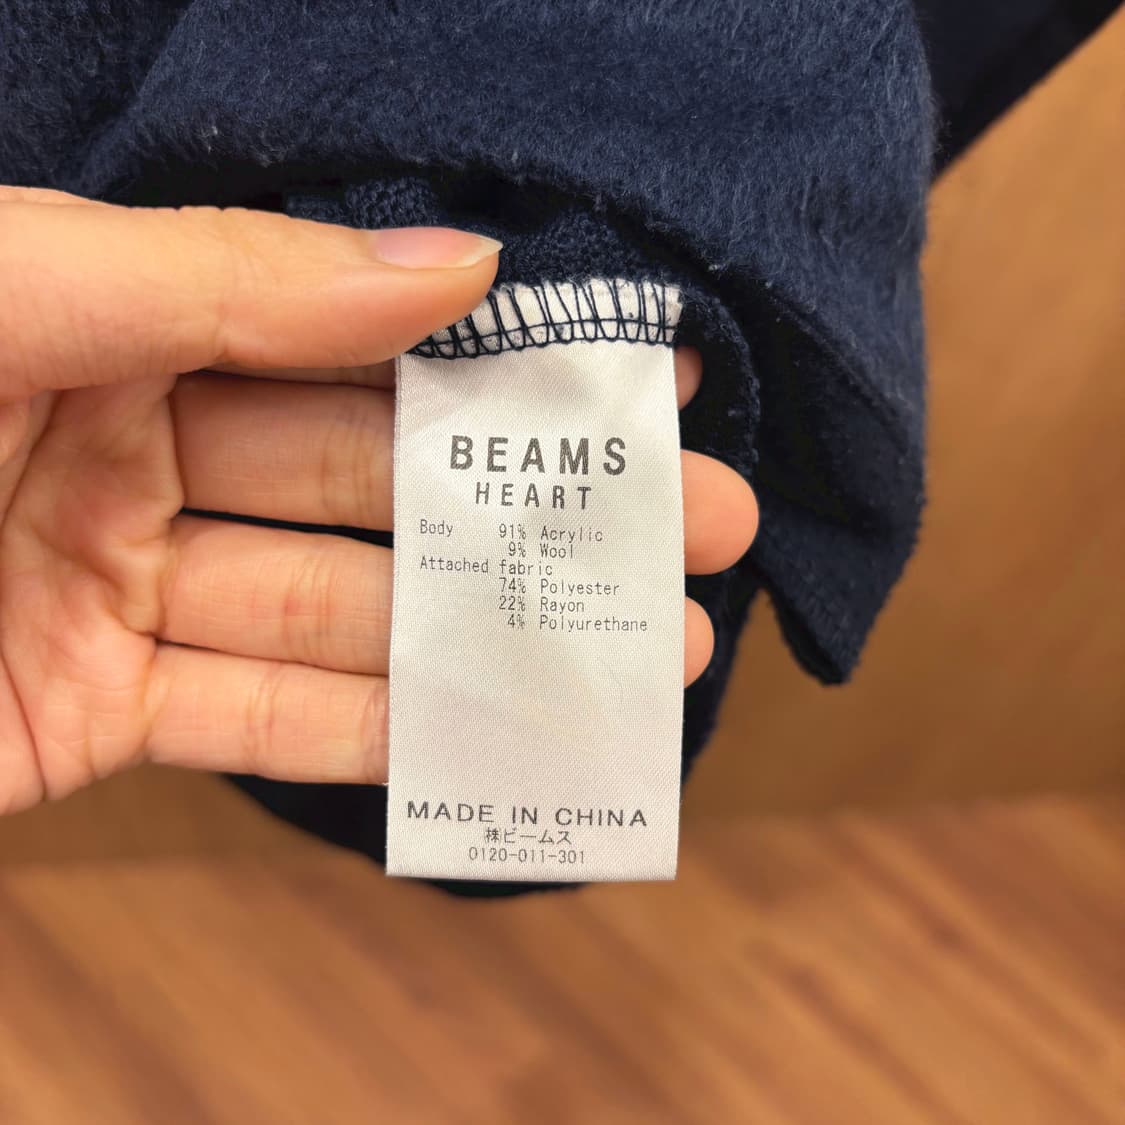 BEAMS
HEART
Body 91% Acrylic
9% Wool
Attached fabric
74% Polyester
22% Rayon
4% Polyurethane
MADE IN CHINA
㈱ビームス
0120-011-301